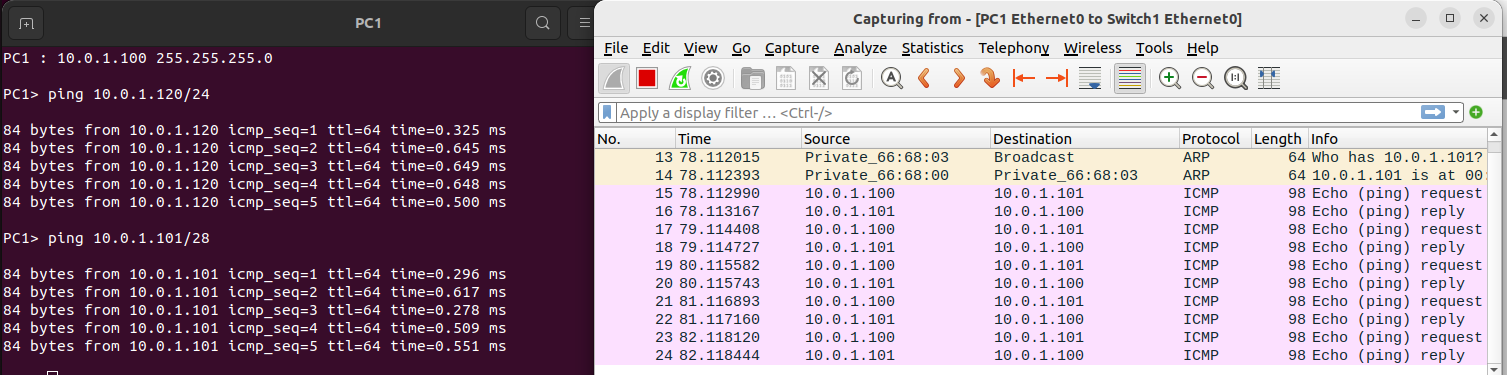 PC1
PC1 : 10.0.1.100 255.255.255.0
PC1> ping 10.0.1.120/24
84 bytes from 10.0.1.120 icmp_seq=1 ttl=64 time=0.325 ms
84 bytes from 10.0.1.120 icmp_seq=2 ttl=64 time=0.645 ms
84 bytes from 10.0.1.120 icmp_seq=3 ttl=64 time=0.649 ms
84 bytes from 10.0.1.120 icmp_seq=4 ttl=64 time=0.648 ms
84 bytes from 10.0.1.120 icmp_seq=5 ttl=64 time=0.500 ms
PC1> ping 10.0.1.101/28
84 bytes from 10.0.1.101 icmp_seq=1 ttl=64 time=0.296 ms
84 bytes from 10.0.1.101 icmp_seq=2 ttl=64 time=0.617 ms
84 bytes from 10.0.1.101 icmp_seq=3 ttl=64 time=0.278 ms
84 bytes from 10.0.1.101 icmp_seq=4 ttl=64 time=0.509 ms
84 bytes from 10.0.1.101 icmp_seq=5 ttl=64 time=0.551 ms
Capturing from - [PC1 Ethernet0 to Switch1 Ethernet0]
File Edit View Go Capture Analyze Statistics Telephony Wireless Tools Help
Apply a display filter … <Ctrl-/>
No. Time Source Destination Protocol Length Info
13 78.112015 Private_66:68:03 Broadcast ARP 64 Who has 10.0.1.101?
14 78.112393 Private_66:68:00 Private_66:68:03 ARP 64 10.0.1.101 is at 00:
15 78.112990 10.0.1.100 10.0.1.101 ICMP 98 Echo (ping) request
16 78.113167 10.0.1.101 10.0.1.100 ICMP 98 Echo (ping) reply
17 79.114408 10.0.1.100 10.0.1.101 ICMP 98 Echo (ping) request
18 79.114727 10.0.1.101 10.0.1.100 ICMP 98 Echo (ping) reply
19 80.115582 10.0.1.100 10.0.1.101 ICMP 98 Echo (ping) request
20 80.115743 10.0.1.101 10.0.1.100 ICMP 98 Echo (ping) reply
21 81.116893 10.0.1.100 10.0.1.101 ICMP 98 Echo (ping) request
22 81.117160 10.0.1.101 10.0.1.100 ICMP 98 Echo (ping) reply
23 82.118120 10.0.1.100 10.0.1.101 ICMP 98 Echo (ping) request
24 82.118444 10.0.1.101 10.0.1.100 ICMP 98 Echo (ping) reply